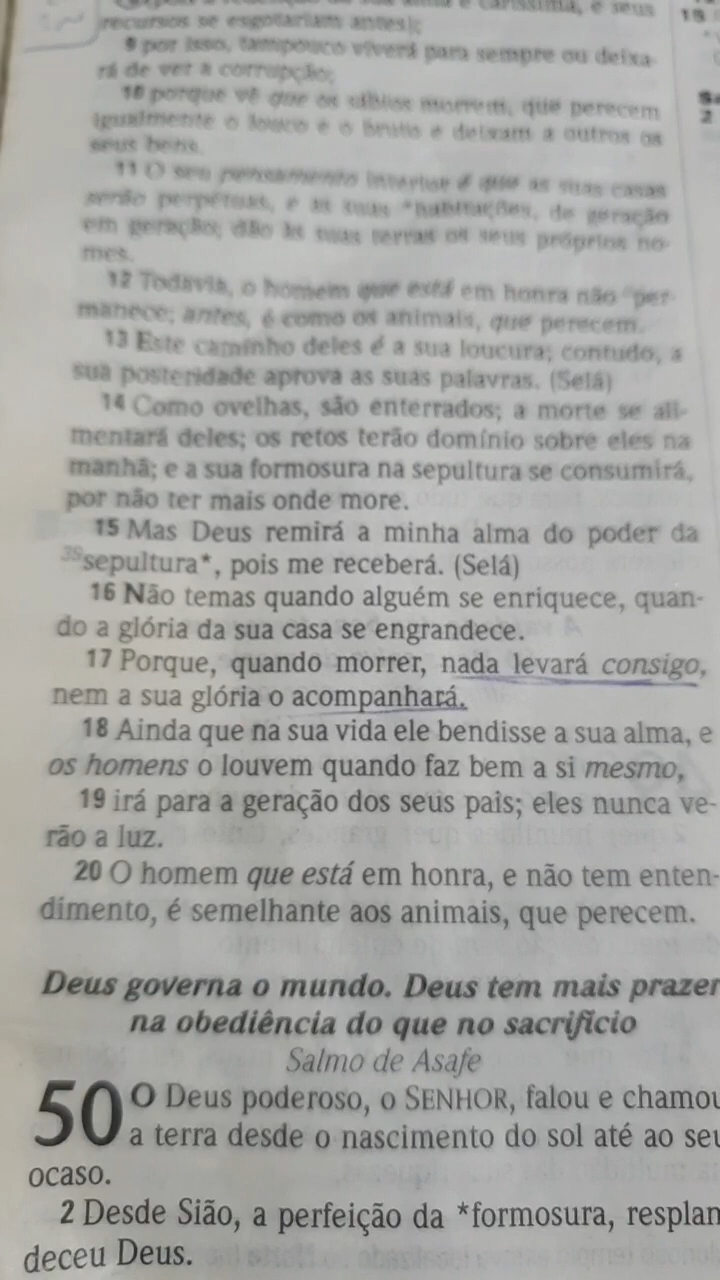 caríssima, e seus
recursos se esgotariam antes);
9 por isso, tampouco viverá para sempre ou deixa-
rá de ver a corrupção;
10 porque vê que os sábios morrem, que perecem
igualmente o louco e o bruto e deixam a outros os
seus bens.
11 O seu pensamento interior é que as suas casas
serão perpétuas, e as suas *habitações, de geração
em geração; dão às suas terras os seus próprios no-
mes.
12 Todavia, o homem que está em honra não "per-
manece; antes, é como os animais, que perecem.
13 Este caminho deles é a sua loucura; contudo, a
sua posteridade aprova as suas palavras. (Selá)
14 Como ovelhas, são enterrados; a morte se ali-
mentará deles; os retos terão domínio sobre eles na
manhã; e a sua formosura na sepultura se consumirá,
por não ter mais onde more.
15 Mas Deus remirá a minha alma do poder da
sepultura*, pois me receberá. (Selá)
16 Não temas quando alguém se enriquece, quan-
do a glória da sua casa se engrandece.
17 Porque, quando morrer, nada levará consigo,
nem a sua glória o acompanhará.
18 Ainda que na sua vida ele bendisse a sua alma, e
os homens o louvem quando faz bem a si mesmo,
19 irá para a geração dos seus pais; eles nunca ve-
rão a luz.
20 O homem que está em honra, e não tem enten-
dimento, é semelhante aos animais, que perecem.
Deus governa o mundo. Deus tem mais prazer
na obediência do que no sacrifício
Salmo de Asafe
50 O Deus poderoso, o SENHOR, falou e chamou
a terra desde o nascimento do sol até ao seu
ocaso.
2 Desde Sião, a perfeição da *formosura, resplan
deceu Deus.